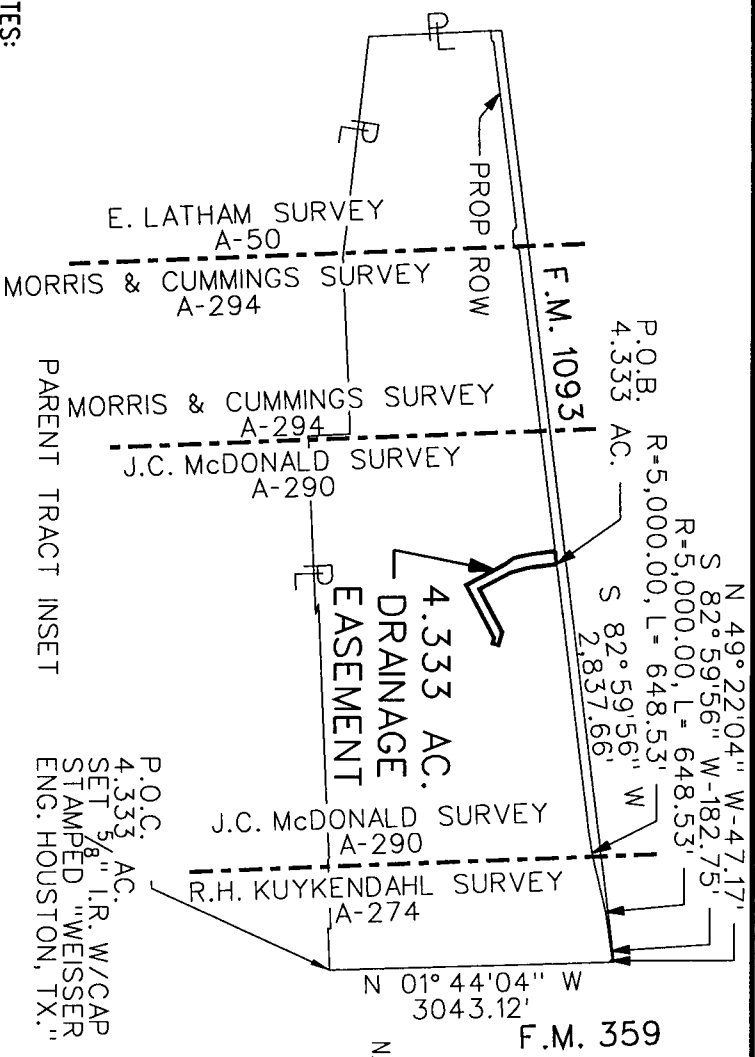 TES:
PL
PL
PROP ROW
E. LATHAM SURVEY
A-50
MORRIS & CUMMINGS SURVEY
A-294
F.M. 1093
P.O.B.
4.333 AC.
N 49°22'04" W-47.17'
S 82°59'56" W-182.75'
R=5,000.00, L= 648.53'
R=5,000.00, L= 648.53'
S 82°59'56" W
2,837.66'
MORRIS & CUMMINGS SURVEY
A-294
J.C. McDONALD SURVEY
A-290
PL
PARENT TRACT INSET
4.333 AC.
DRAINAGE
EASEMENT
J.C. McDONALD SURVEY
A-290
R.H. KUYKENDAHL SURVEY
A-274
P.O.C.
4.333 AC.
SET 5/8" I.R. W/CAP
STAMPED "WEISSER
ENG. HOUSTON, TX."
N 01°44'04" W
3043.12'
F.M. 359
N